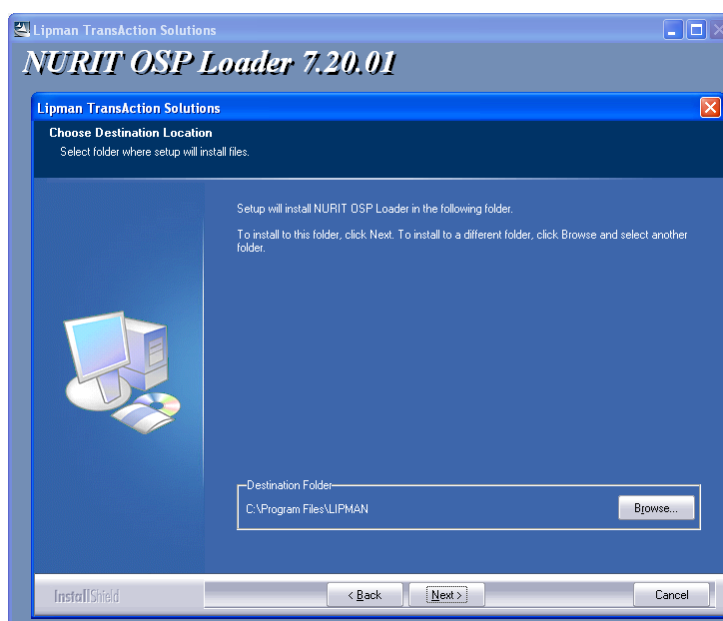 Lipman TransAction Solutions
NURIT OSP Loader 7.20.01
Lipman TransAction Solutions
Choose Destination Location
Select folder where setup will install files.
Setup will install NURIT OSP Loader in the following folder.
To install to this folder, click Next. To install to a different folder, click Browse and select another
folder.
Destination Folder
C:\Program Files\LIPMAN
Browse...
InstallShield
< Back
Next >
Cancel